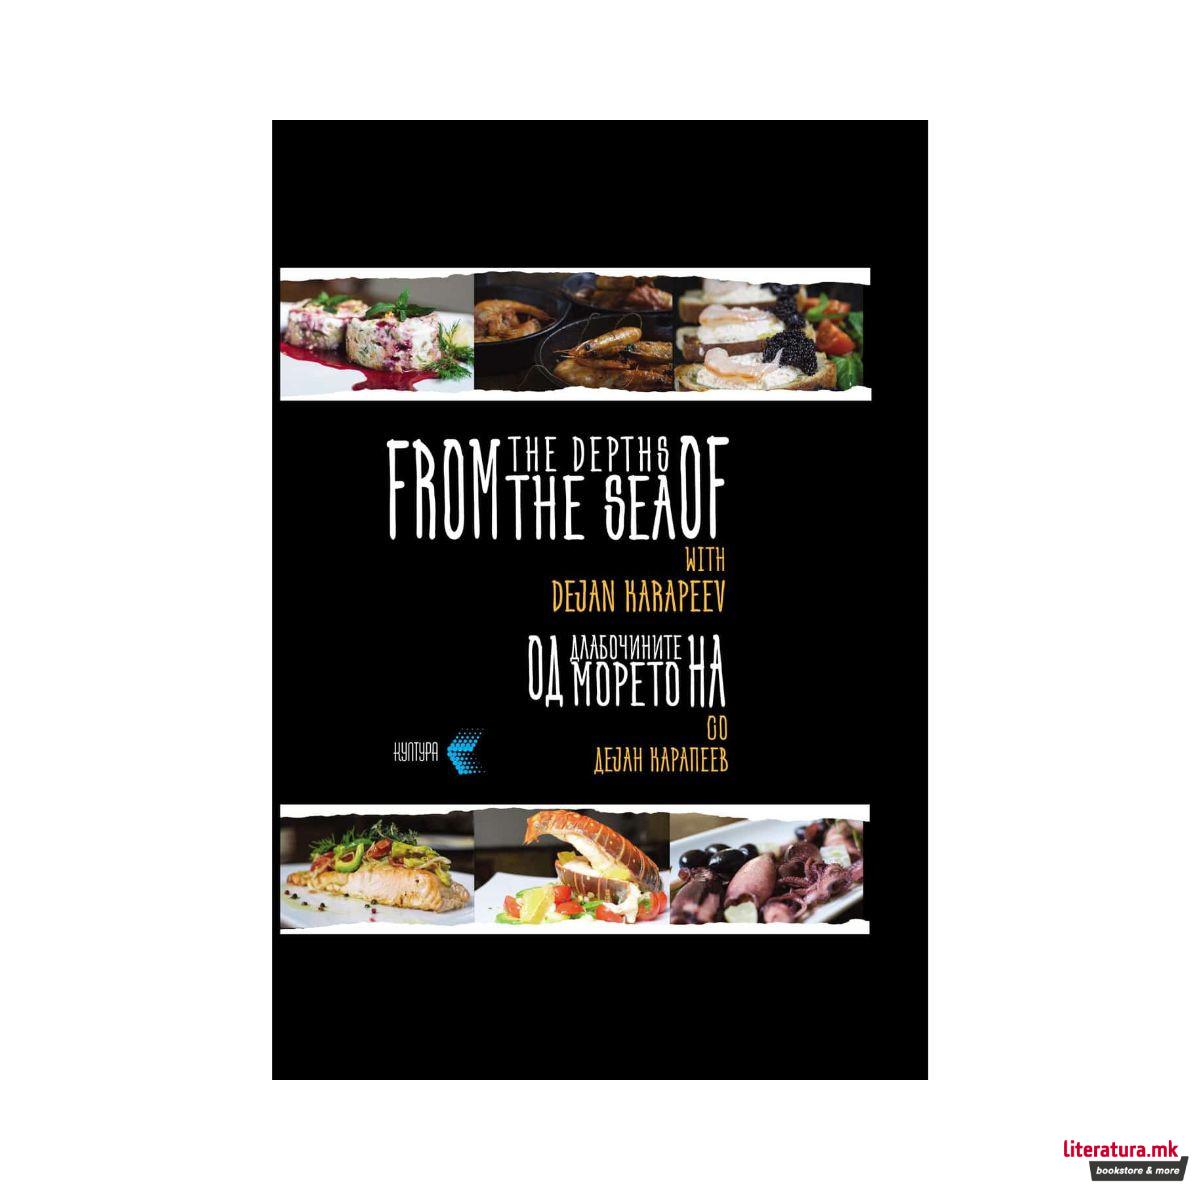 FROM THE DEPTHS OF
THE SEA
WITH
DEJAN KARAPEEV
ОД ДЛАБОЧИНИТЕ НА
МОРЕТО
СО
ДЕЈАН КАРАПЕЕВ
КУЛТУРА
literatura.mk
bookstore & more